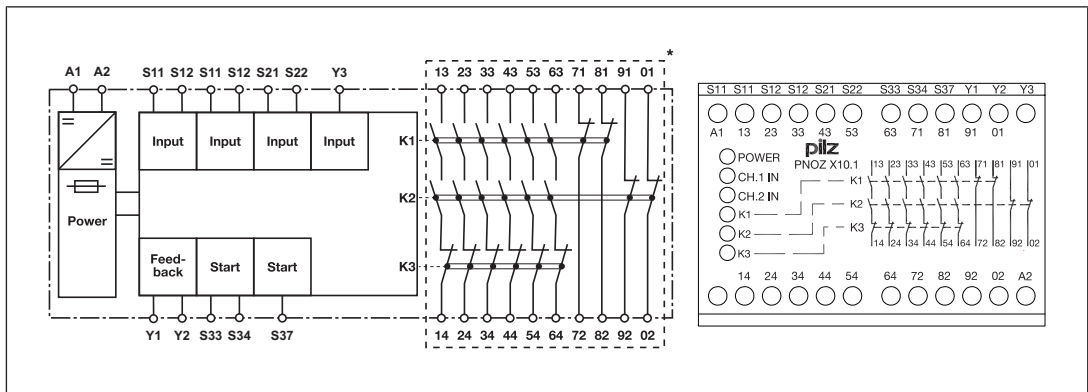 *
A1 A2 S11 S12 S11 S12 S21 S22 Y3 13 23 33 43 53 63 71 81 91 01
Input Input Input Input
K1
K2
Power
Feed-
back
Start Start
K3
Y1 Y2 S33 S34 S37 14 24 34 44 54 64 72 82 92 02
S11 S11 S12 S12 S21 S22 S33 S34 S37 Y1 Y2 Y3
A1 13 23 33 43 53 63 71 81 91 01
pilz
PNOZ X10.1
POWER
CH.1 IN
CH.2 IN
K1
K2
K3
13 23 33 43 53 63 71 81 91 01
K1
K2
K3
14 24 34 44 54 64 72 82 92 02
14 24 34 44 54 64 72 82 92 02 A2